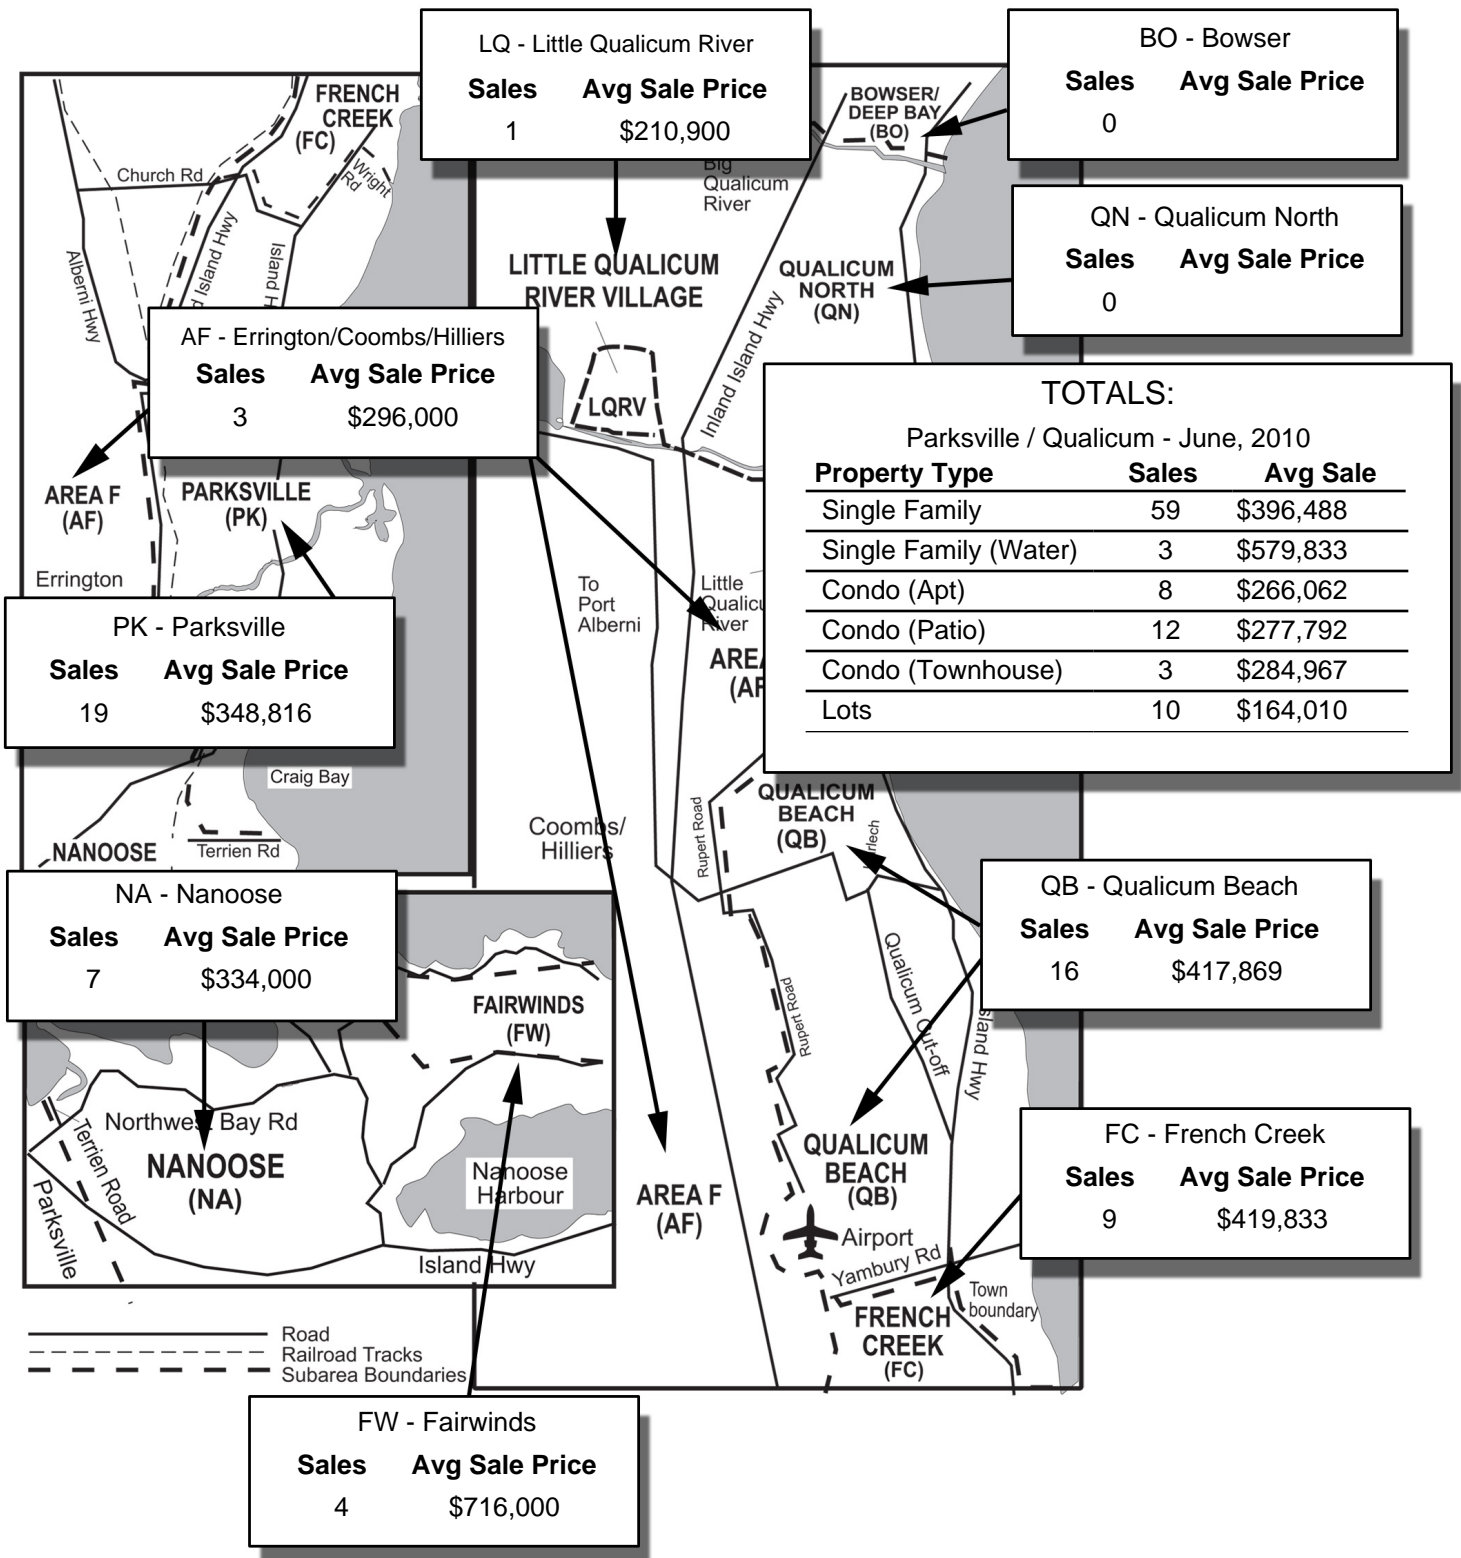 LQ - Little Qualicum River
Sales Avg Sale Price
1 $210,900
BO - Bowser
Sales Avg Sale Price
0
QN - Qualicum North
Sales Avg Sale Price
0
AF - Errington/Coombs/Hilliers
Sales Avg Sale Price
3 $296,000
TOTALS:
Parksville / Qualicum - June, 2010
Property Type Sales Avg Sale
Single Family 59 $396,488
Single Family (Water) 3 $579,833
Condo (Apt) 8 $266,062
Condo (Patio) 12 $277,792
Condo (Townhouse) 3 $284,967
Lots 10 $164,010
PK - Parksville
Sales Avg Sale Price
19 $348,816
NA - Nanoose
Sales Avg Sale Price
7 $334,000
QB - Qualicum Beach
Sales Avg Sale Price
16 $417,869
FC - French Creek
Sales Avg Sale Price
9 $419,833
FW - Fairwinds
Sales Avg Sale Price
4 $716,000
FRENCH
CREEK
(FC)
Church Rd
Wright
Rd
Alberni Hwy
Island Hwy
Island
AREA F
(AF)
PARKSVILLE
(PK)
Errington
Craig Bay
Terrien Rd
NANOOSE
BOWSER/
DEEP BAY
(BO)
Big
Qualicum
River
LITTLE QUALICUM
RIVER VILLAGE
QUALICUM
NORTH
(QN)
Inland Island Hwy
LQRV
To
Port
Alberni
Little
River
Coombs/
Hilliers
Rupert Road
QUALICUM
BEACH
(QB)
Qualicum Cut-off
Rupert Road
Hwy
QUALICUM
BEACH
(QB)
AREA F
(AF)
Airport
Yambury Rd
Town
boundary
FRENCH
CREEK
(FC)
FAIRWINDS
(FW)
Northwest Bay Rd
Terrien Road
Parksville
NANOOSE
(NA)
Nanoose
Harbour
Island Hwy
Road
Railroad Tracks
Subarea Boundaries